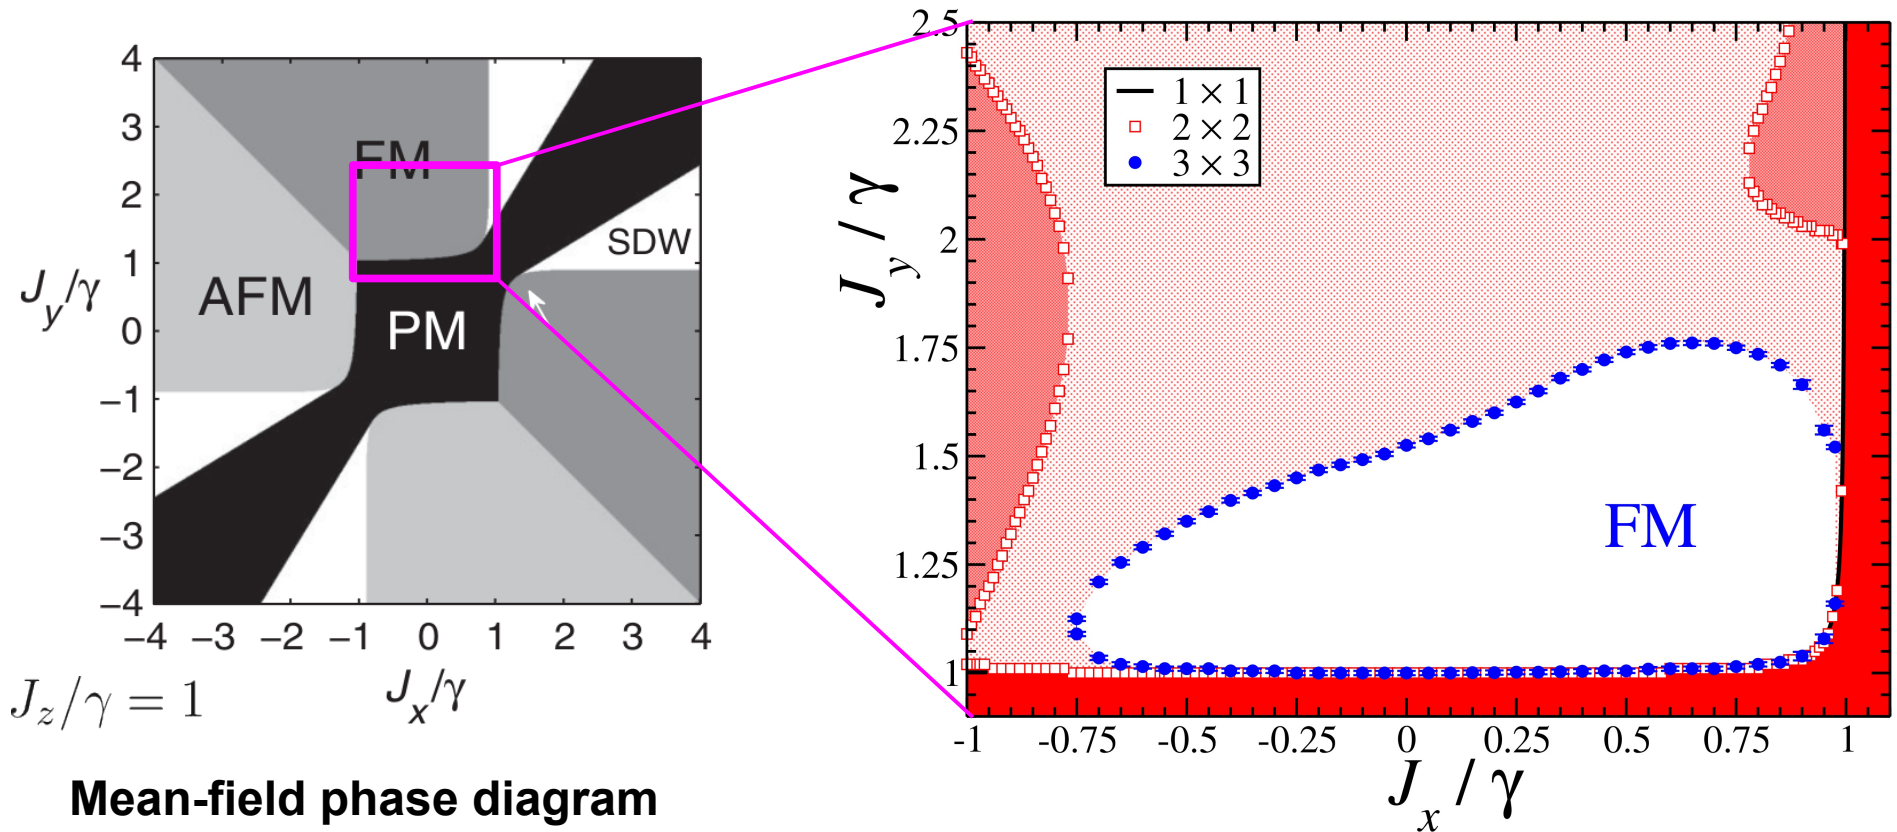 4
3
2
1
0
−1
−2
−3
−4
−4 −3 −2 −1 0 1 2 3 4
J_y/γ
J_x/γ
FM
AFM
PM
SDW
J_z/γ = 1
Mean-field phase diagram
2.5
2.25
2
1.75
1.5
1.25
1
-1 -0.75 -0.5 -0.25 0 0.25 0.5 0.75 1
J_y / γ
J_x / γ
1 × 1
2 × 2
3 × 3
FM